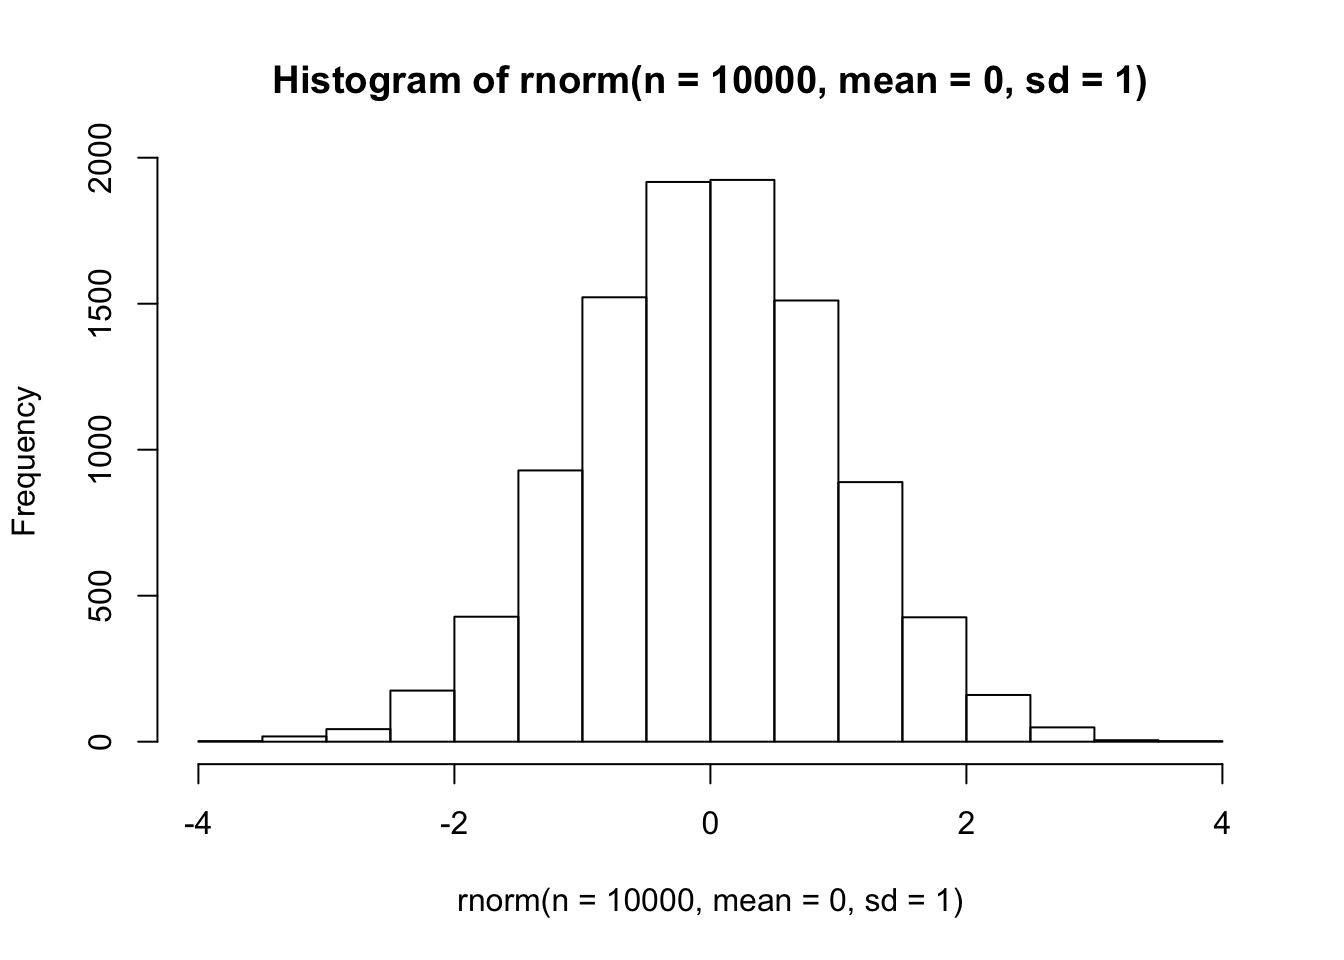 Histogram of rnorm(n = 10000, mean = 0, sd = 1)
Frequency
2000
1500
1000
500
0
-4 -2 0 2 4
rnorm(n = 10000, mean = 0, sd = 1)